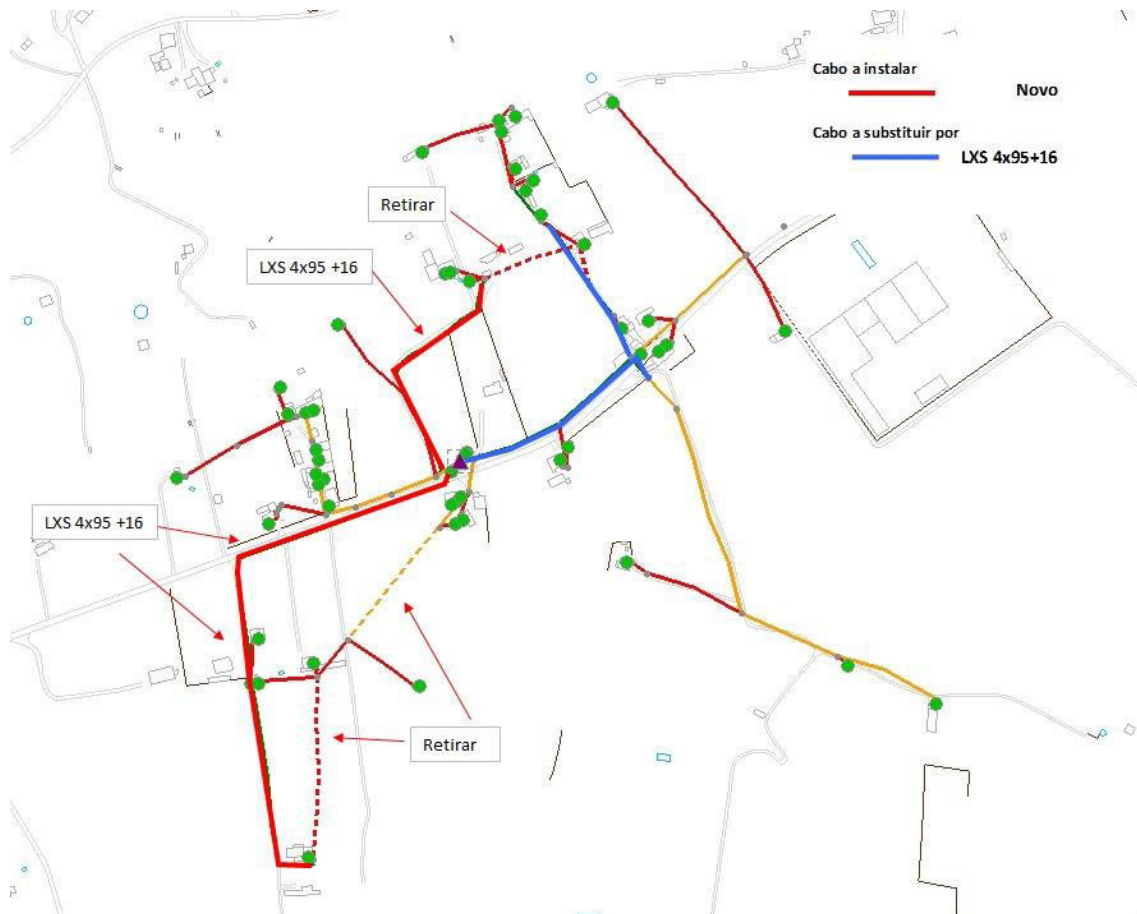 Cabo a instalar
Novo
Cabo a substituir por
LXS 4x95+16
Retirar
LXS 4x95 +16
LXS 4x95 +16
Retirar